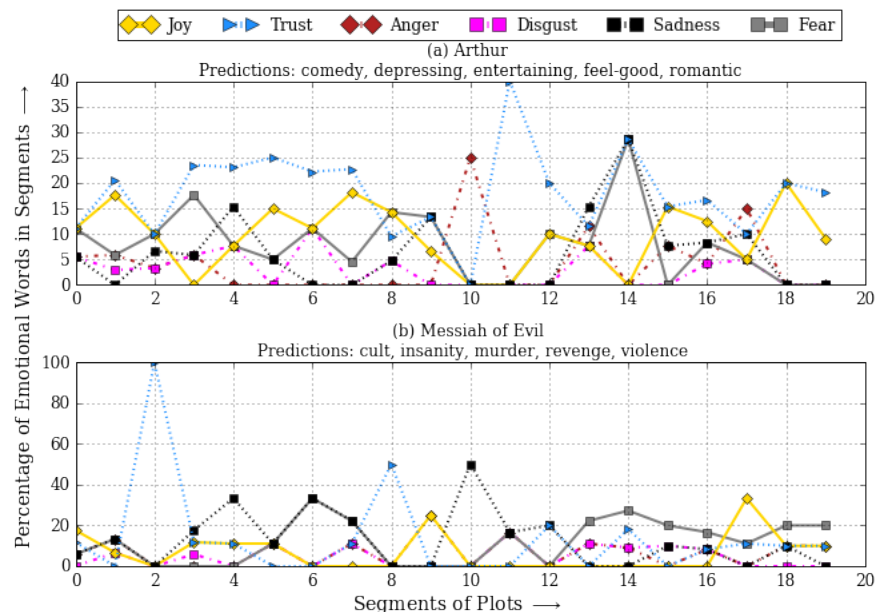 Joy Trust Anger Disgust Sadness Fear
(a) Arthur
Predictions: comedy, depressing, entertaining, feel-good, romantic
40
35
30
25
20
15
10
5
0
0 2 4 6 8 10 12 14 16 18 20
(b) Messiah of Evil
Predictions: cult, insanity, murder, revenge, violence
100
80
60
40
20
0
0 2 4 6 8 10 12 14 16 18 20
Percentage of Emotional Words in Segments ⟶
Segments of Plots ⟶